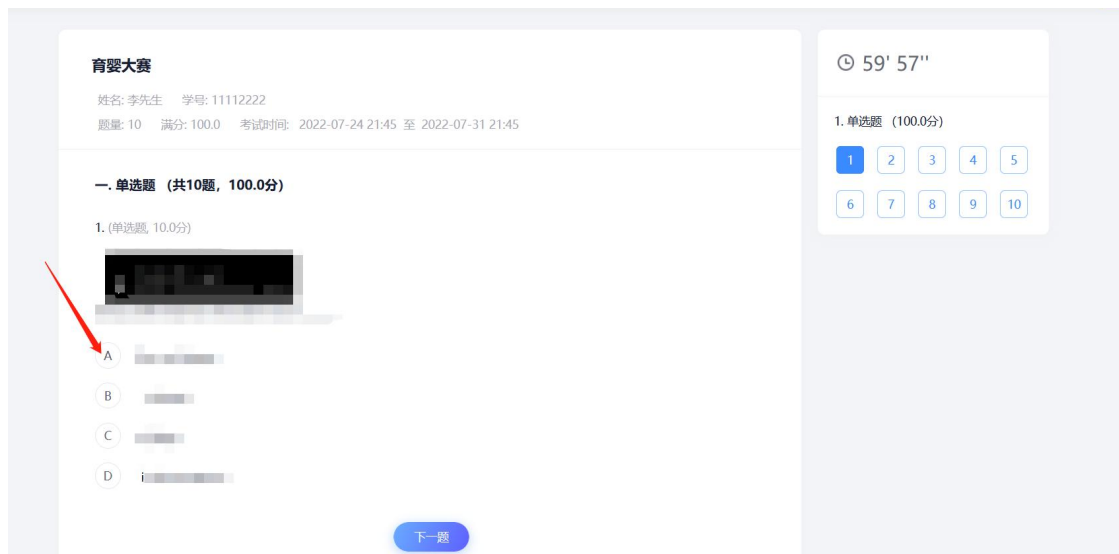 育婴大赛
59' 57''
姓名: 李先生 学号: 11112222
题量: 10 满分: 100.0 考试时间: 2022-07-24 21:45 至 2022-07-31 21:45
1. 单选题 (100.0分)
1 2 3 4 5
6 7 8 9 10
一. 单选题 (共10题, 100.0分)
1. (单选题, 10.0分)
A
B
C
D
下一题